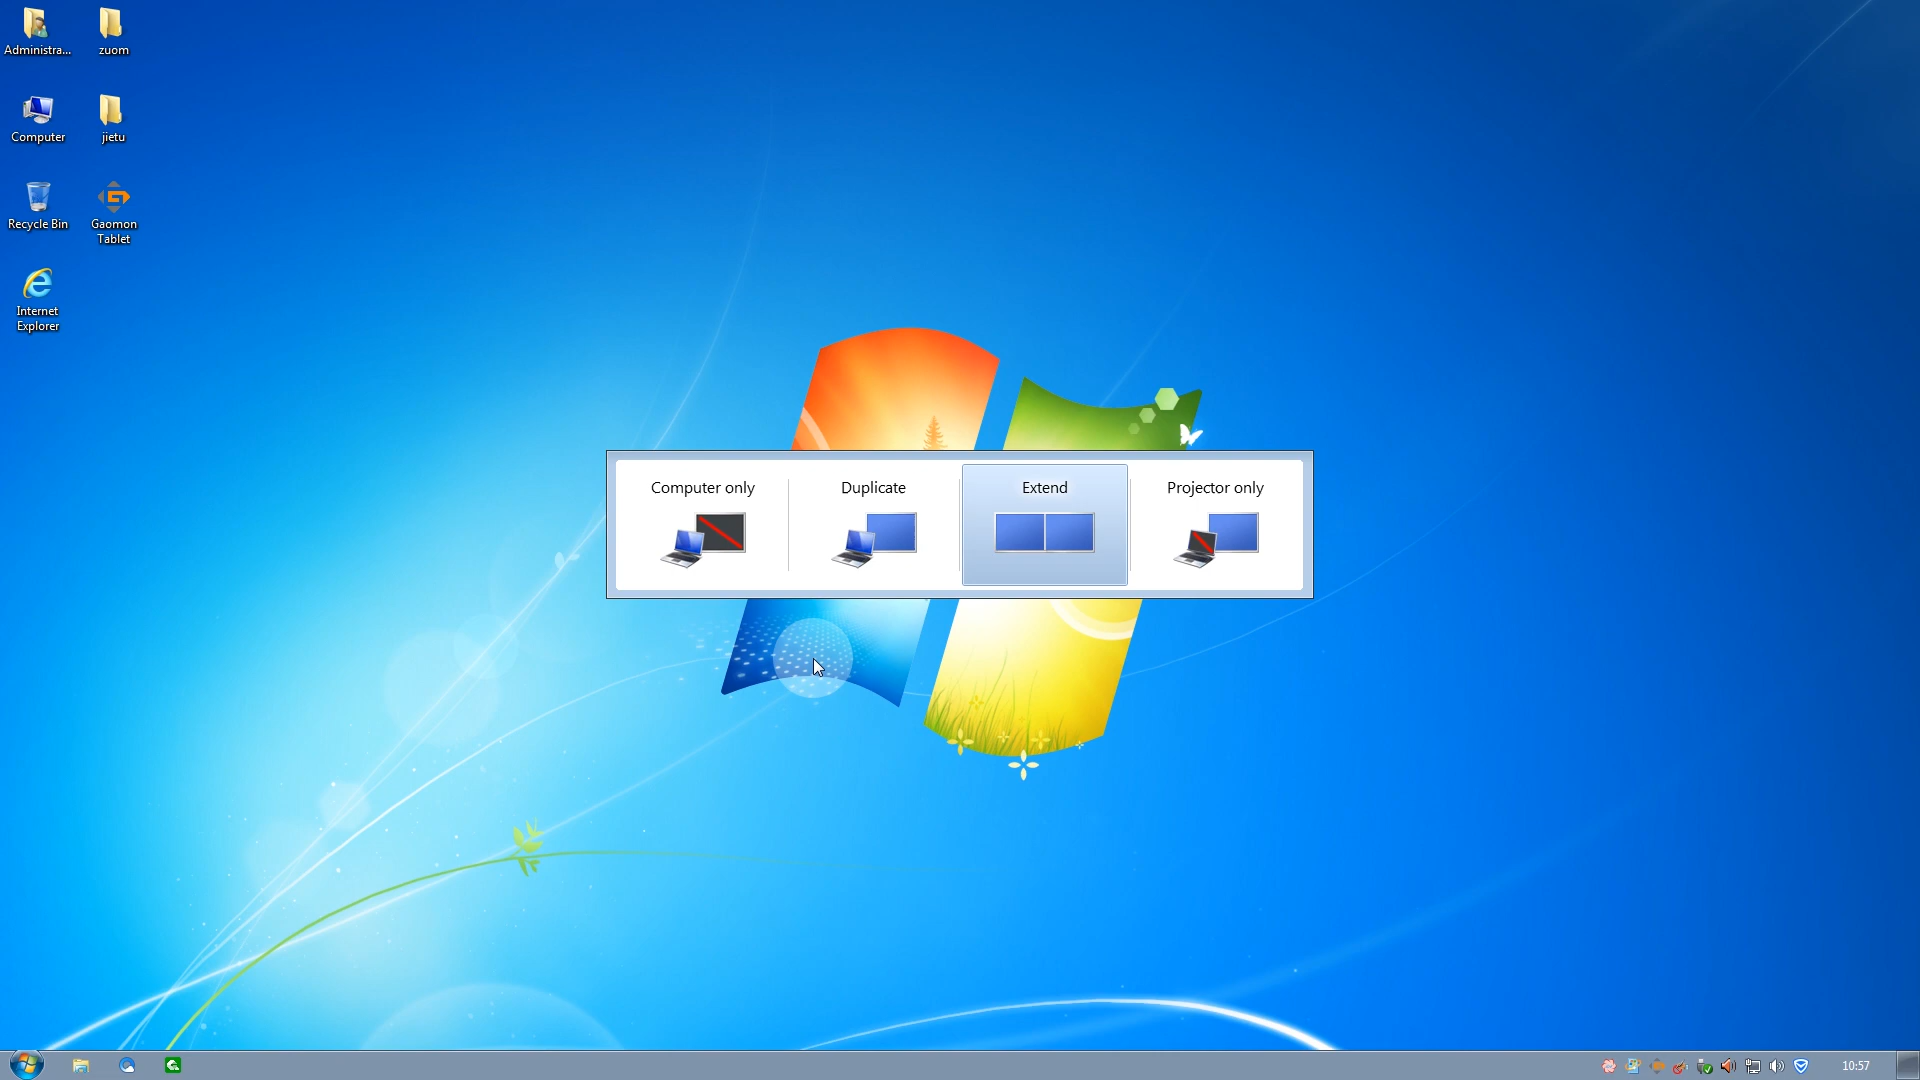 Administra...
zuom
Computer
jietu
Recycle Bin
Gaomon
Tablet
Internet
Explorer
Computer only
Duplicate
Extend
Projector only
10:57